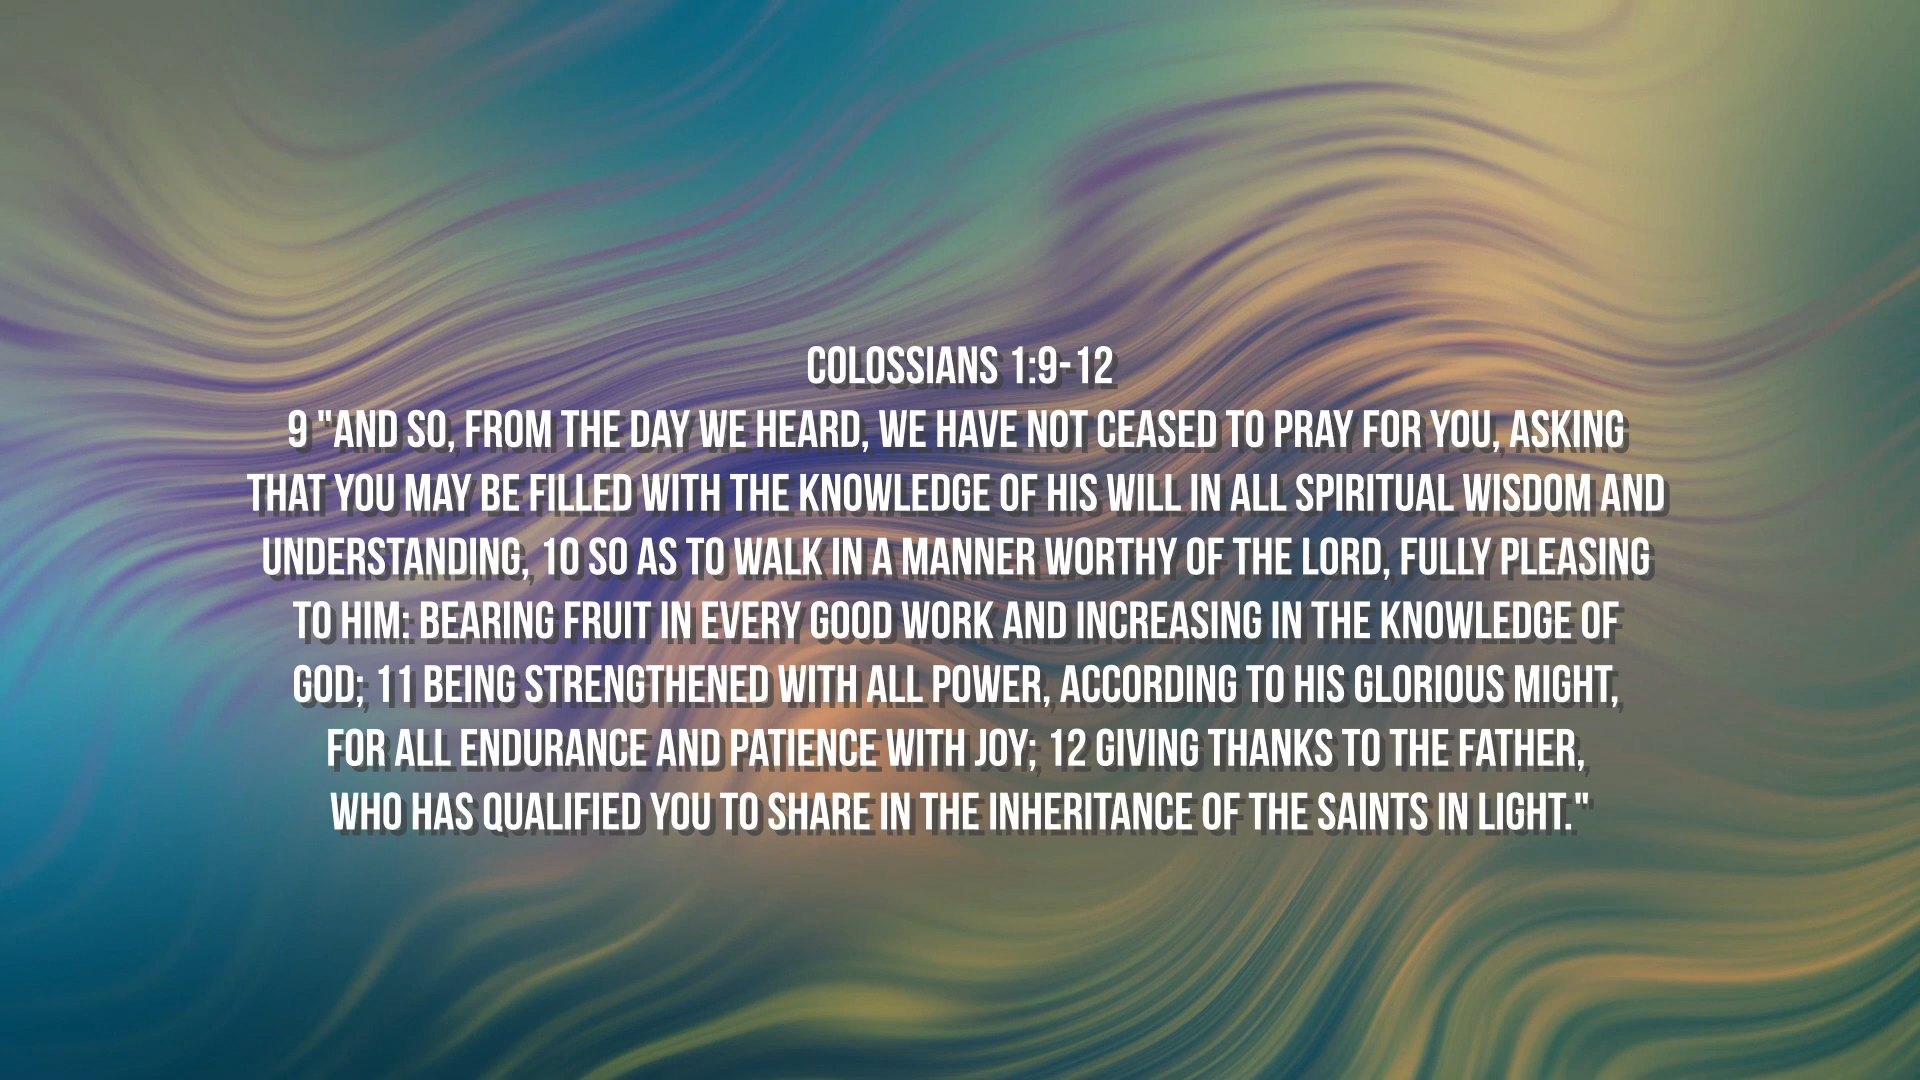 COLOSSIANS 1:9-12
9 "AND SO, FROM THE DAY WE HEARD, WE HAVE NOT CEASED TO PRAY FOR YOU, ASKING
THAT YOU MAY BE FILLED WITH THE KNOWLEDGE OF HIS WILL IN ALL SPIRITUAL WISDOM AND
UNDERSTANDING, 10 SO AS TO WALK IN A MANNER WORTHY OF THE LORD, FULLY PLEASING
TO HIM: BEARING FRUIT IN EVERY GOOD WORK AND INCREASING IN THE KNOWLEDGE OF
GOD; 11 BEING STRENGTHENED WITH ALL POWER, ACCORDING TO HIS GLORIOUS MIGHT,
FOR ALL ENDURANCE AND PATIENCE WITH JOY; 12 GIVING THANKS TO THE FATHER,
WHO HAS QUALIFIED YOU TO SHARE IN THE INHERITANCE OF THE SAINTS IN LIGHT."